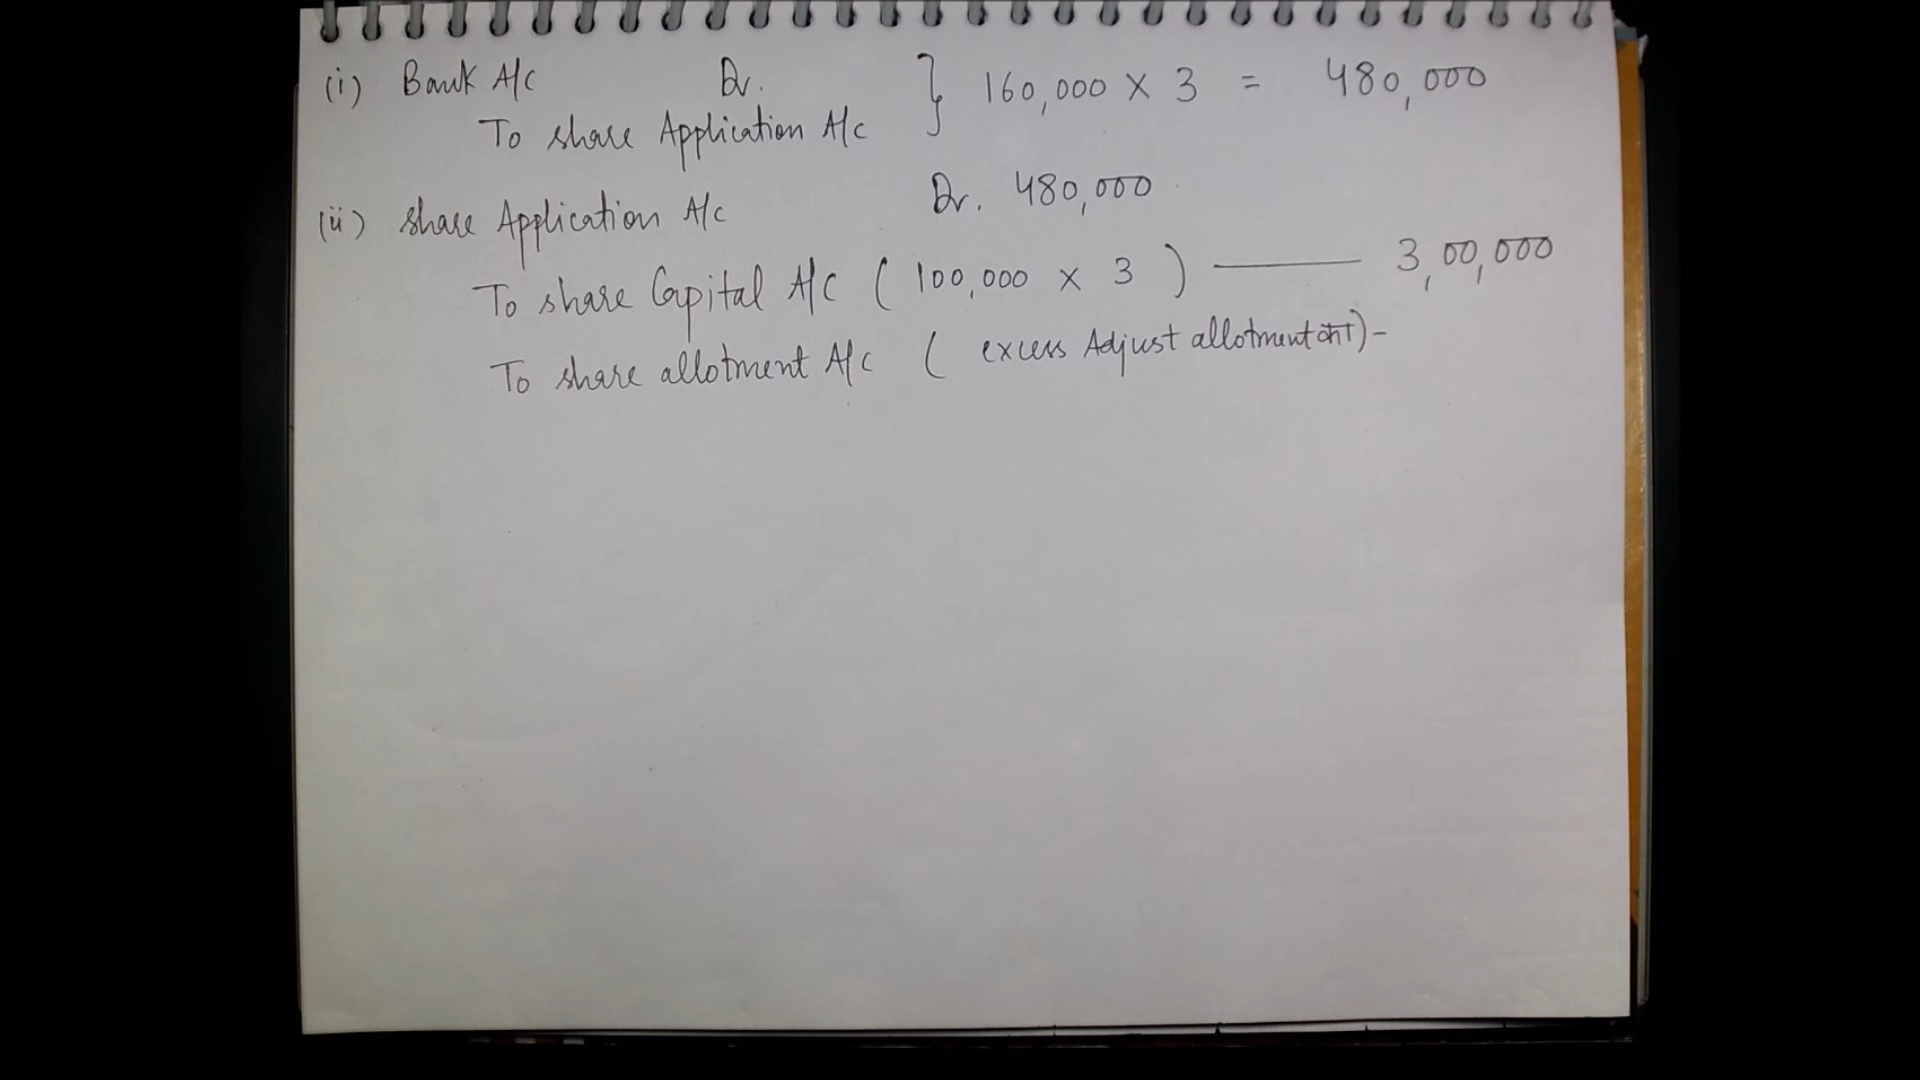 (i) Bank A/c Dr. } 160,000 × 3 = 480,000
To share Application A/c
(ii) share Application A/c Dr. 480,000
To share Capital A/c ( 100,000 × 3 ) —— 3,00,000
To share allotment A/c ( excess Adjust allotment ) -